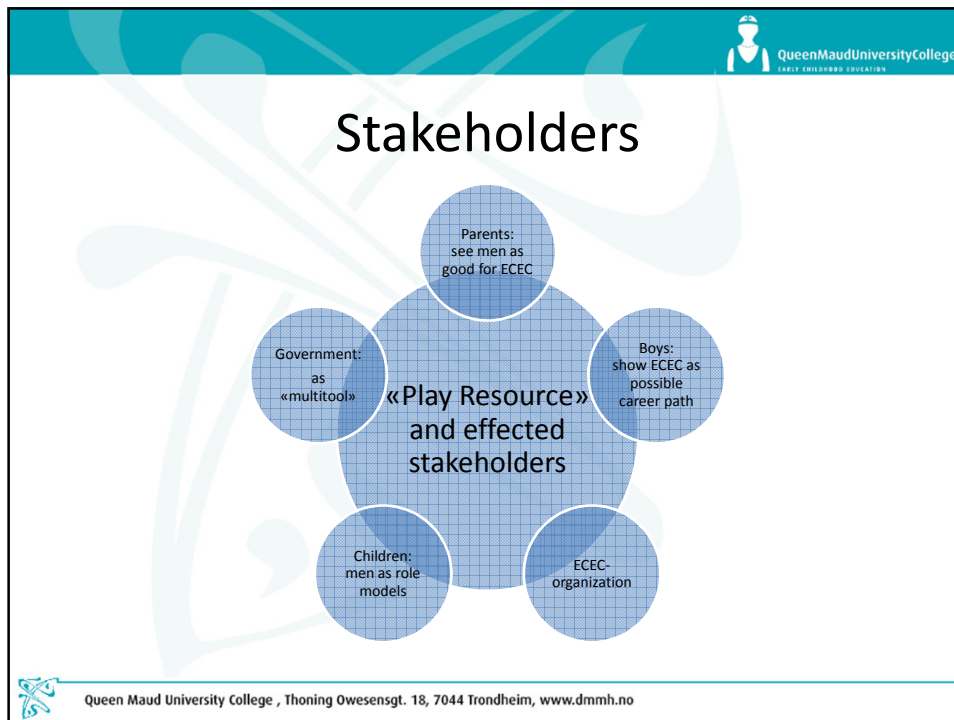 QueenMaudUniversityCollege
EARLY CHILDHOOD EDUCATION
Stakeholders
Parents:
see men as
good for ECEC
Government:
as
«multitool»
Boys:
show ECEC as
possible
career path
«Play Resource»
and effected
stakeholders
Children:
men as role
models
ECEC-
organization
Queen Maud University College , Thoning Owesensgt. 18, 7044 Trondheim, www.dmmh.no